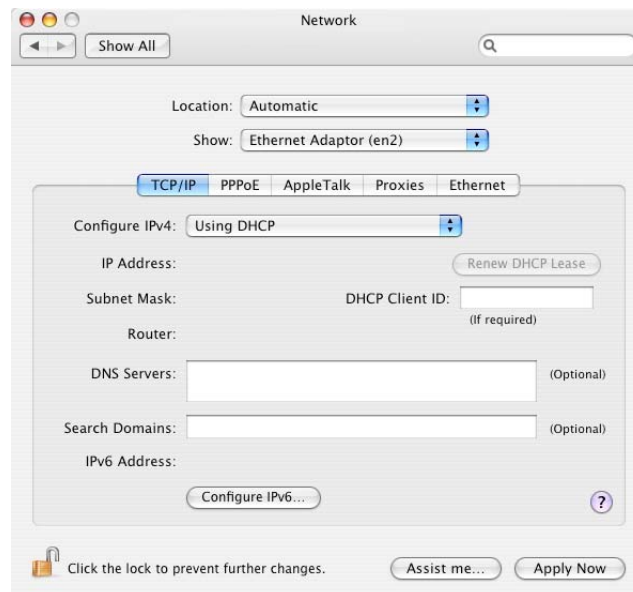 Network
Show All
Location: Automatic
Show: Ethernet Adaptor (en2)
TCP/IP PPPoE AppleTalk Proxies Ethernet
Configure IPv4: Using DHCP
IP Address: Renew DHCP Lease
Subnet Mask: DHCP Client ID:
(If required)
Router:
DNS Servers: (Optional)
Search Domains: (Optional)
IPv6 Address:
Configure IPv6...
?
Click the lock to prevent further changes. Assist me... Apply Now